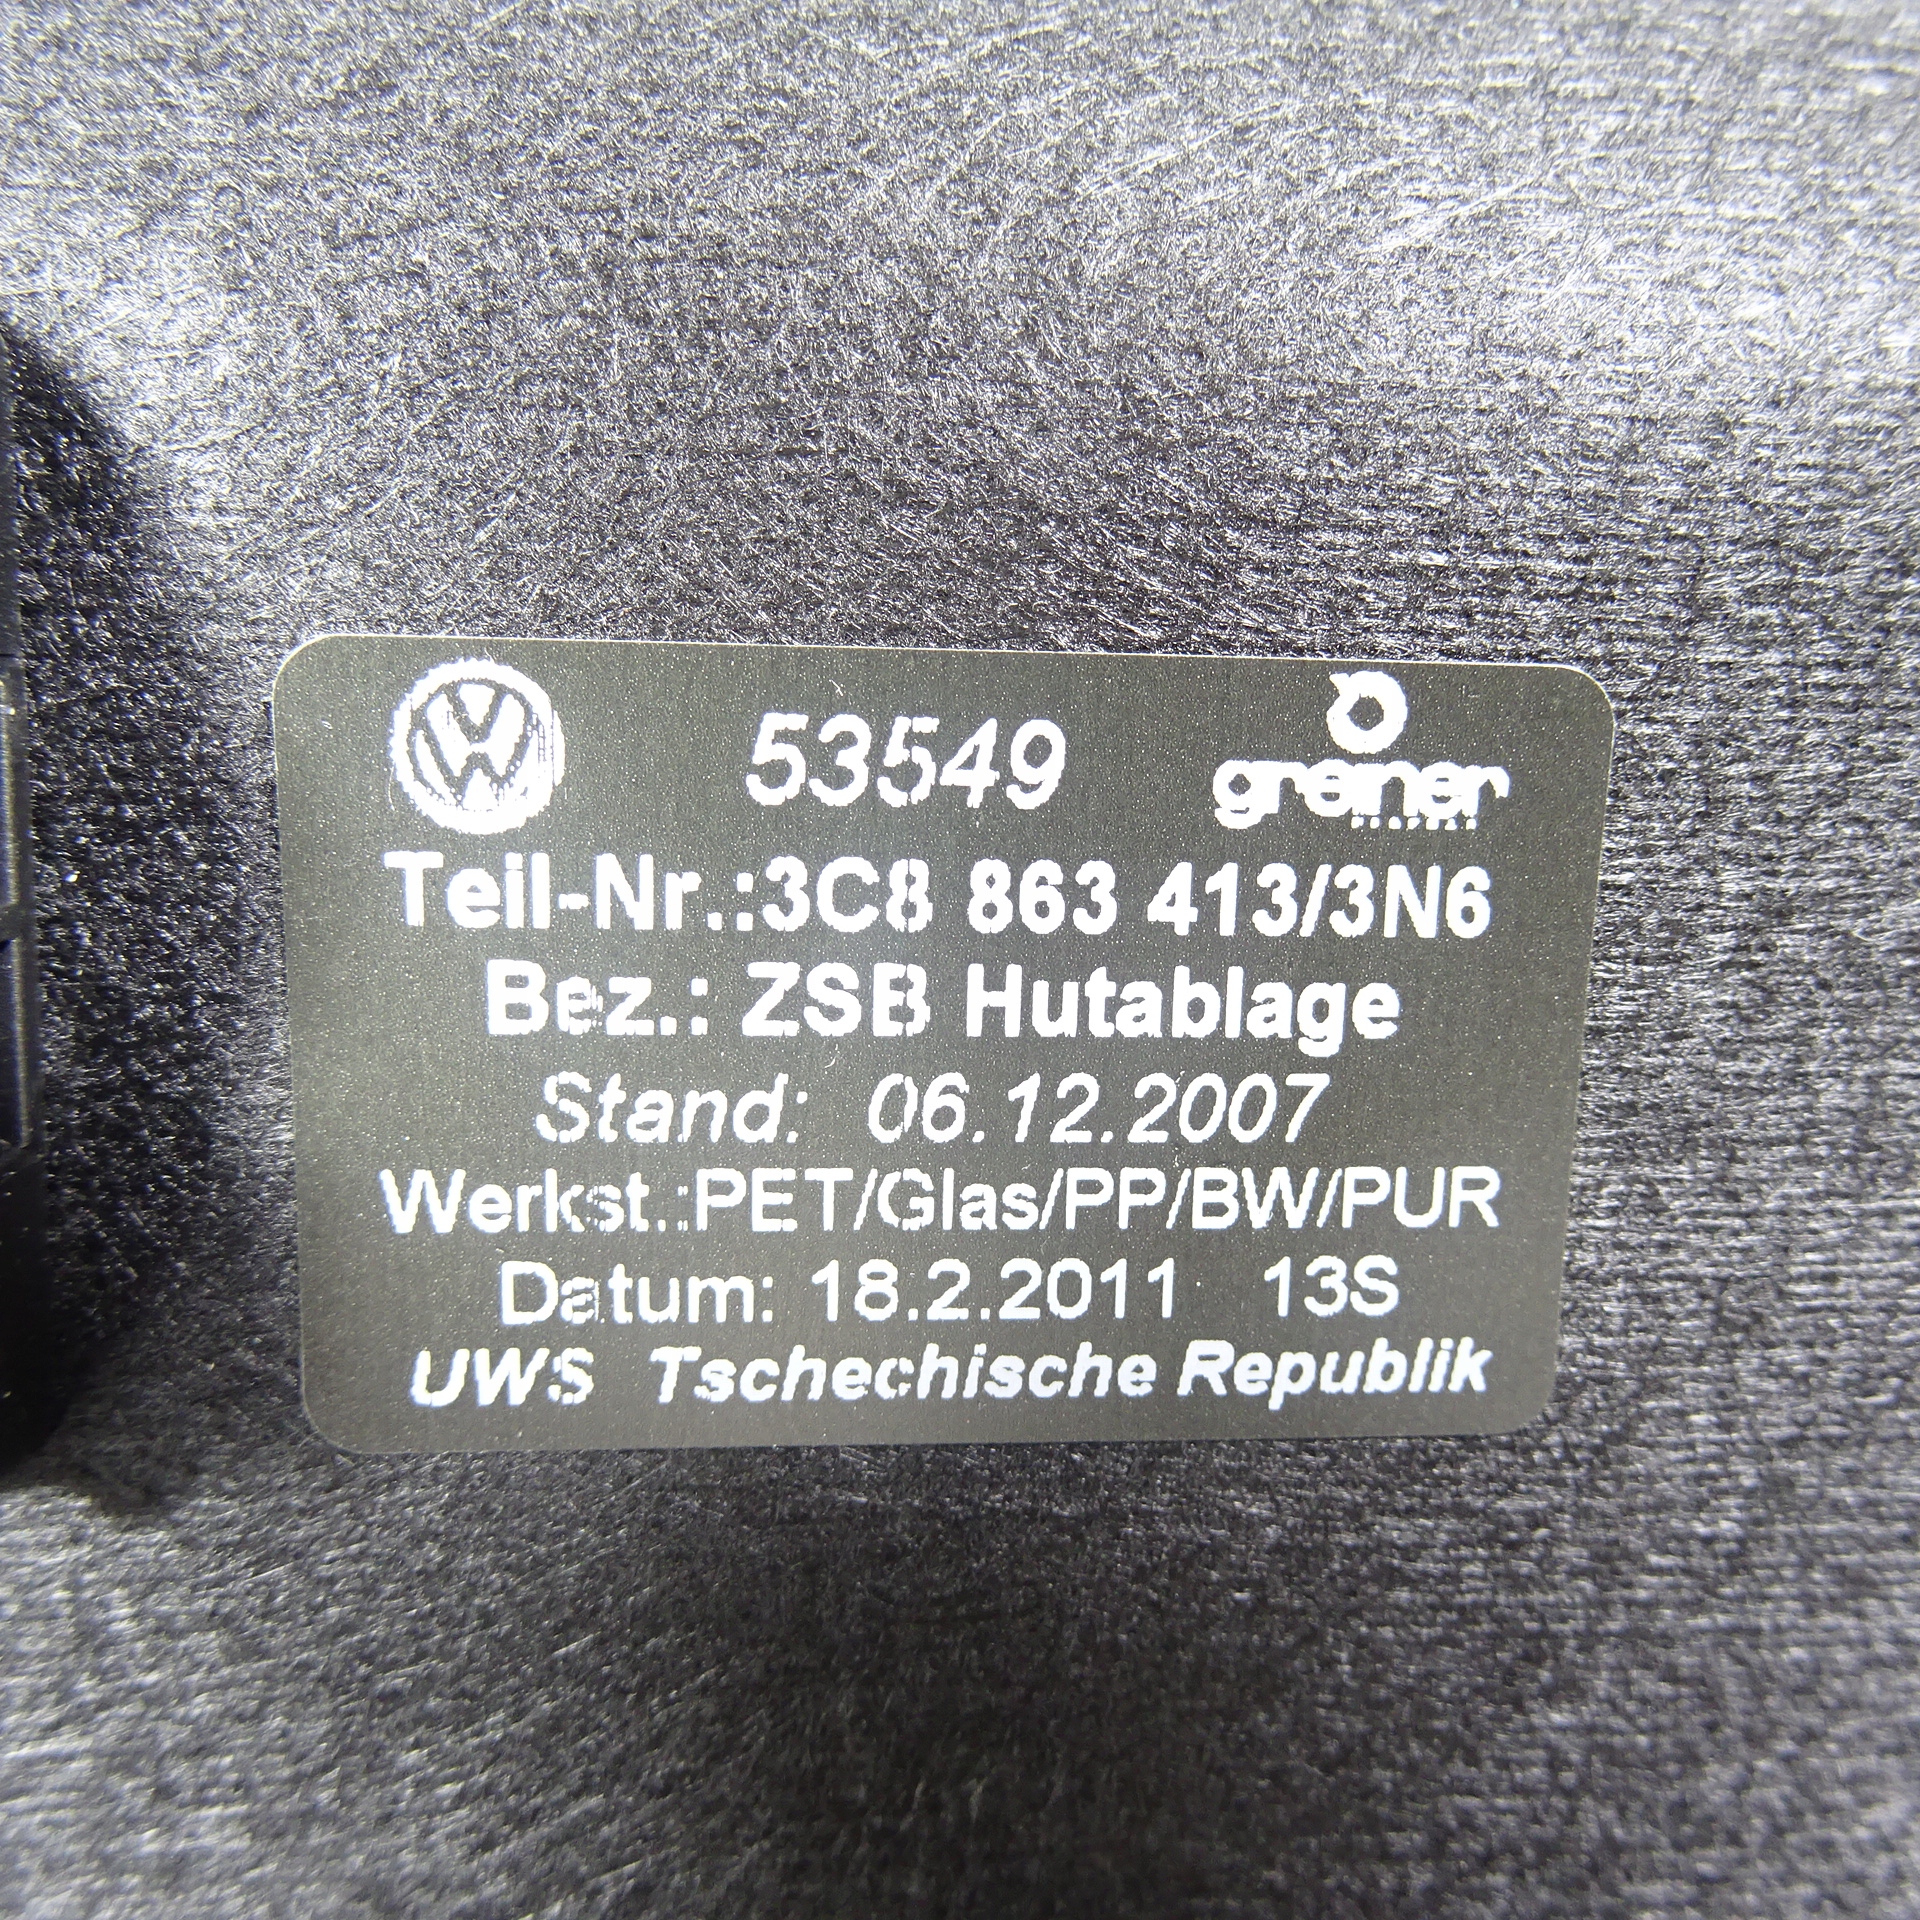 53549 greiner
Teil-Nr.:3C8 863 413/3N6
Bez.: ZSB Hutablage
Stand: 06.12.2007
Werkst.:PET/Glas/PP/BW/PUR
Datum: 18.2.2011 13S
UWS Tschechische Republik